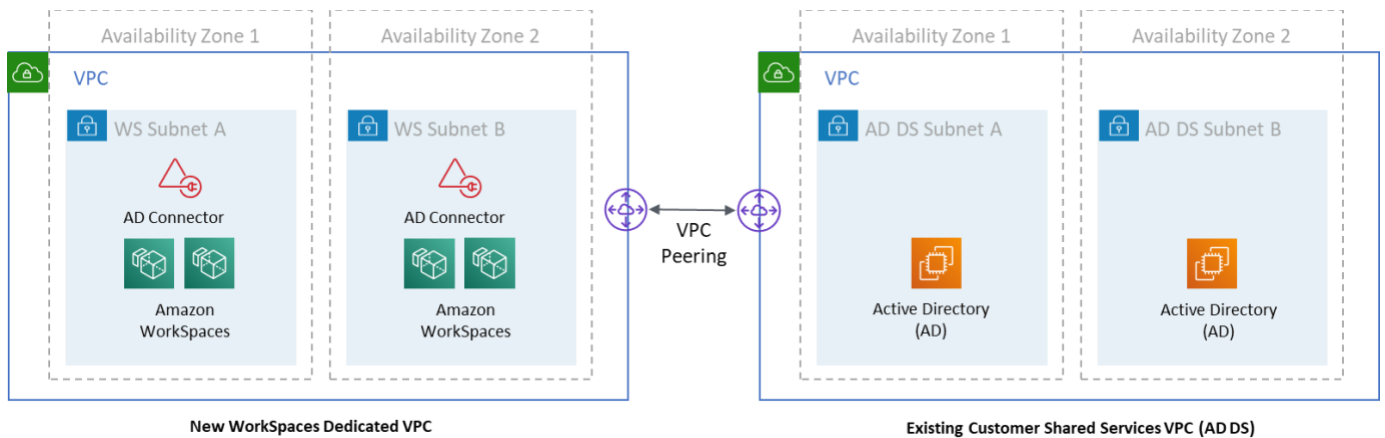 Availability Zone 1
Availability Zone 2
VPC
WS Subnet A
AD Connector
Amazon
WorkSpaces
WS Subnet B
AD Connector
Amazon
WorkSpaces
New WorkSpaces Dedicated VPC
VPC
Peering
Availability Zone 1
Availability Zone 2
VPC
AD DS Subnet A
Active Directory
(AD)
AD DS Subnet B
Active Directory
(AD)
Existing Customer Shared Services VPC (AD DS)